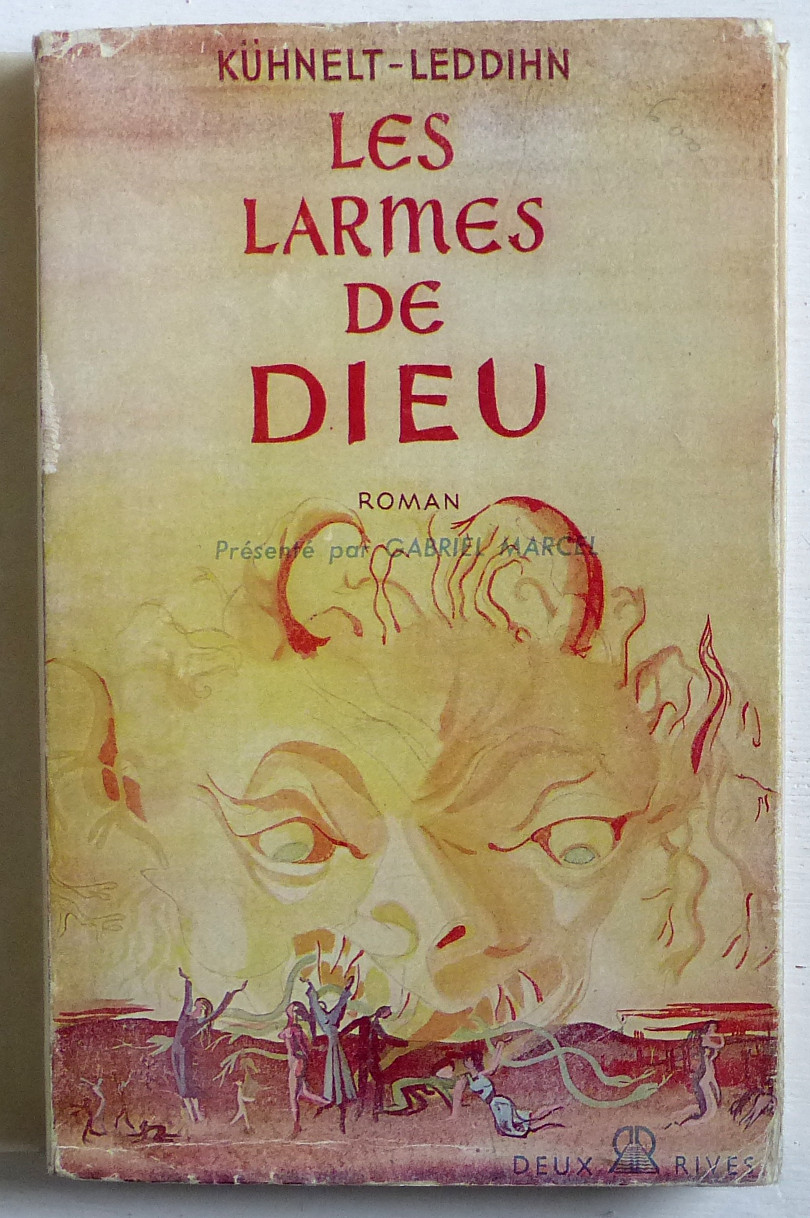 KÜHNELT-LEDDIHN
LES
LARMES
DE
DIEU
ROMAN
Présenté par GABRIEL MARCEL
DEUX RIVES